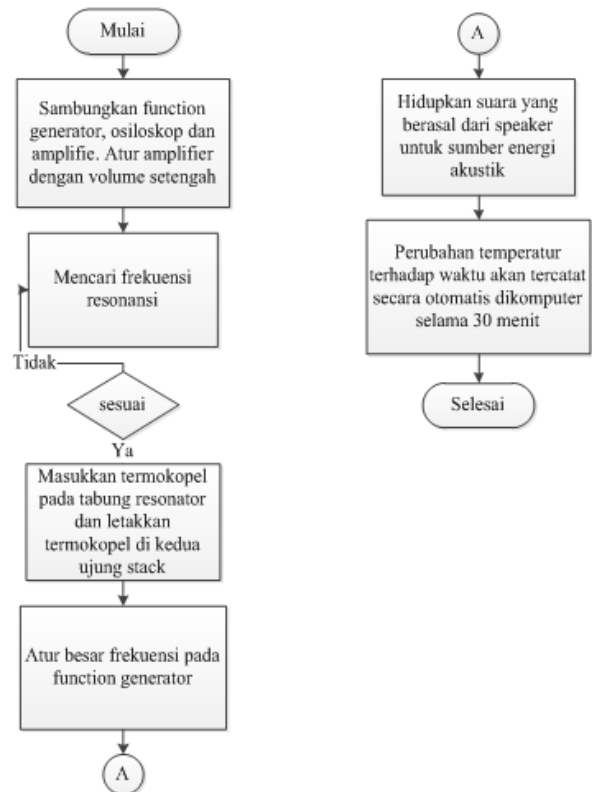 Mulai
Sambungkan function
generator, osiloskop dan
amplifie. Atur amplifier
dengan volume setengah
Mencari frekuensi
resonansi
Tidak
sesuai
Ya
Masukkan termokopel
pada tabung resonator
dan letakkan
termokopel di kedua
ujung stack
Atur besar frekuensi pada
function generator
A
A
Hidupkan suara yang
berasal dari speaker
untuk sumber energi
akustik
Perubahan temperatur
terhadap waktu akan tercatat
secara otomatis dikomputer
selama 30 menit
Selesai